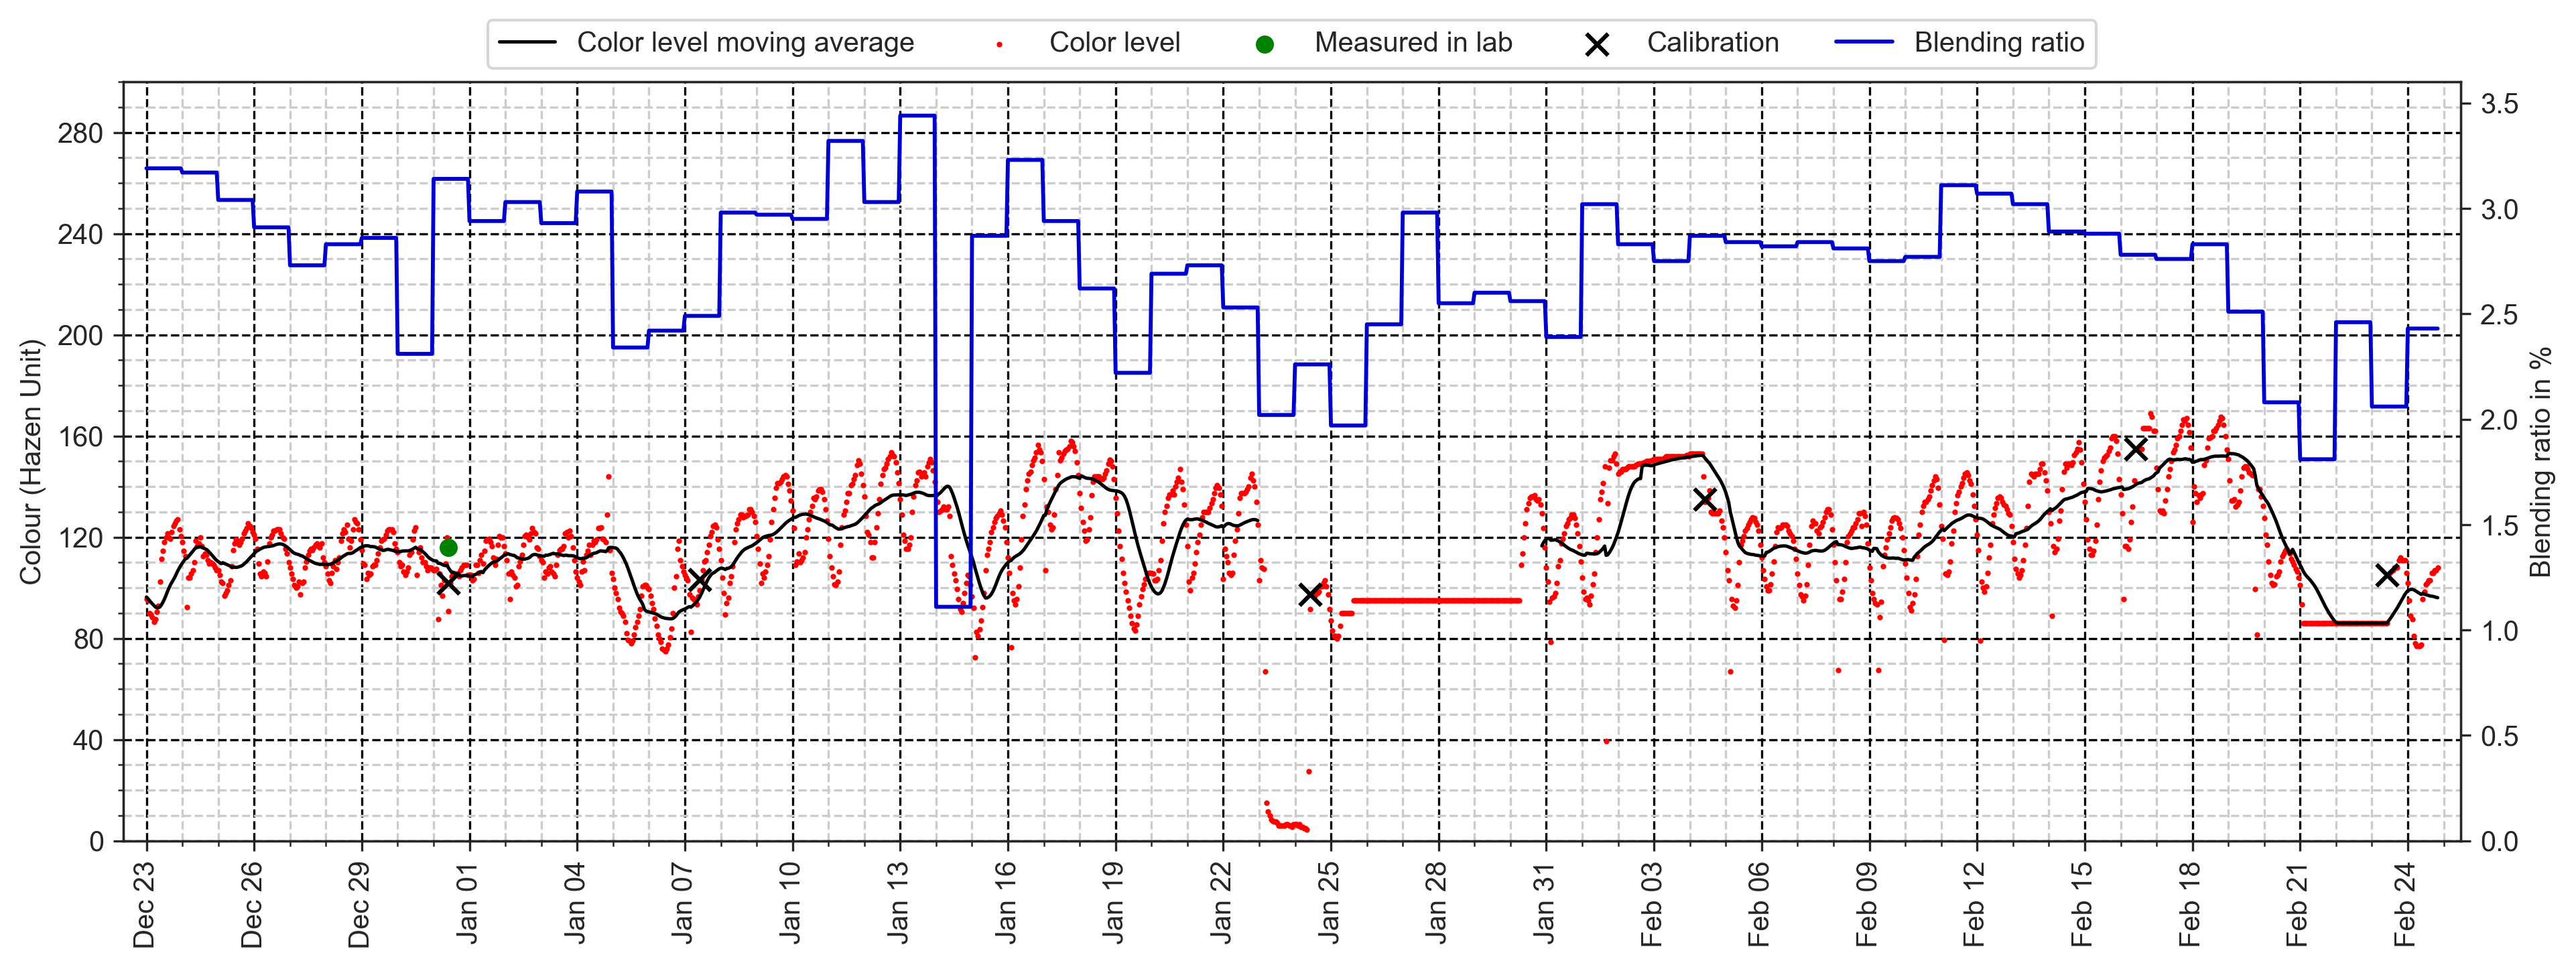 Color level moving average Color level Measured in lab Calibration Blending ratio
Colour (Hazen Unit)
280
240
200
160
120
80
40
0
3.5
3.0
2.5
2.0
1.5
1.0
0.5
0.0
Blending ratio in %
Dec 23
Dec 26
Dec 29
Jan 01
Jan 04
Jan 07
Jan 10
Jan 13
Jan 16
Jan 19
Jan 22
Jan 25
Jan 28
Jan 31
Feb 03
Feb 06
Feb 09
Feb 12
Feb 15
Feb 18
Feb 21
Feb 24